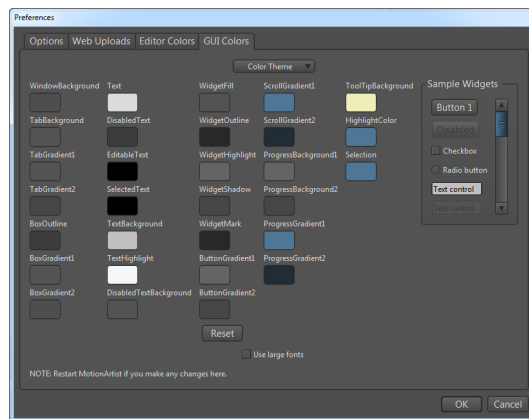 Preferences
Options Web Uploads Editor Colors GUI Colors
Color Theme
WindowBackground Text WidgetFill ScrollGradient1 ToolTipBackground
TabBackground DisabledText WidgetOutline ScrollGradient2 HighlightColor
TabGradient1 EditableText WidgetHighlight ProgressBackground1 Selection
TabGradient2 SelectedText WidgetShadow ProgressBackground2
BoxOutline TextBackground WidgetMark ProgressGradient1
BoxGradient1 TextHighlight ButtonGradient1 ProgressGradient2
BoxGradient2 DisabledTextBackground ButtonGradient2
Sample Widgets
Button 1
Disabled
Checkbox
Radio button
Text control
Text control
Reset
Use large fonts
NOTE: Restart MotionArtist if you make any changes here.
OK Cancel